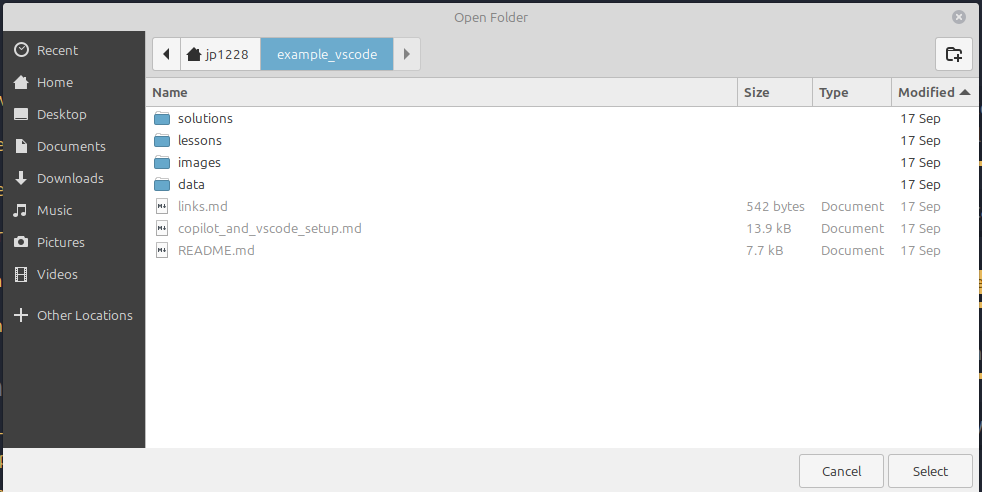 Open Folder
Recent
Home
Desktop
Documents
Downloads
Music
Pictures
Videos
Other Locations
jp1228 example_vscode
Name Size Type Modified
solutions 17 Sep
lessons 17 Sep
images 17 Sep
data 17 Sep
links.md 542 bytes Document 17 Sep
copilot_and_vscode_setup.md 13.9 kB Document 17 Sep
README.md 7.7 kB Document 17 Sep
Cancel Select